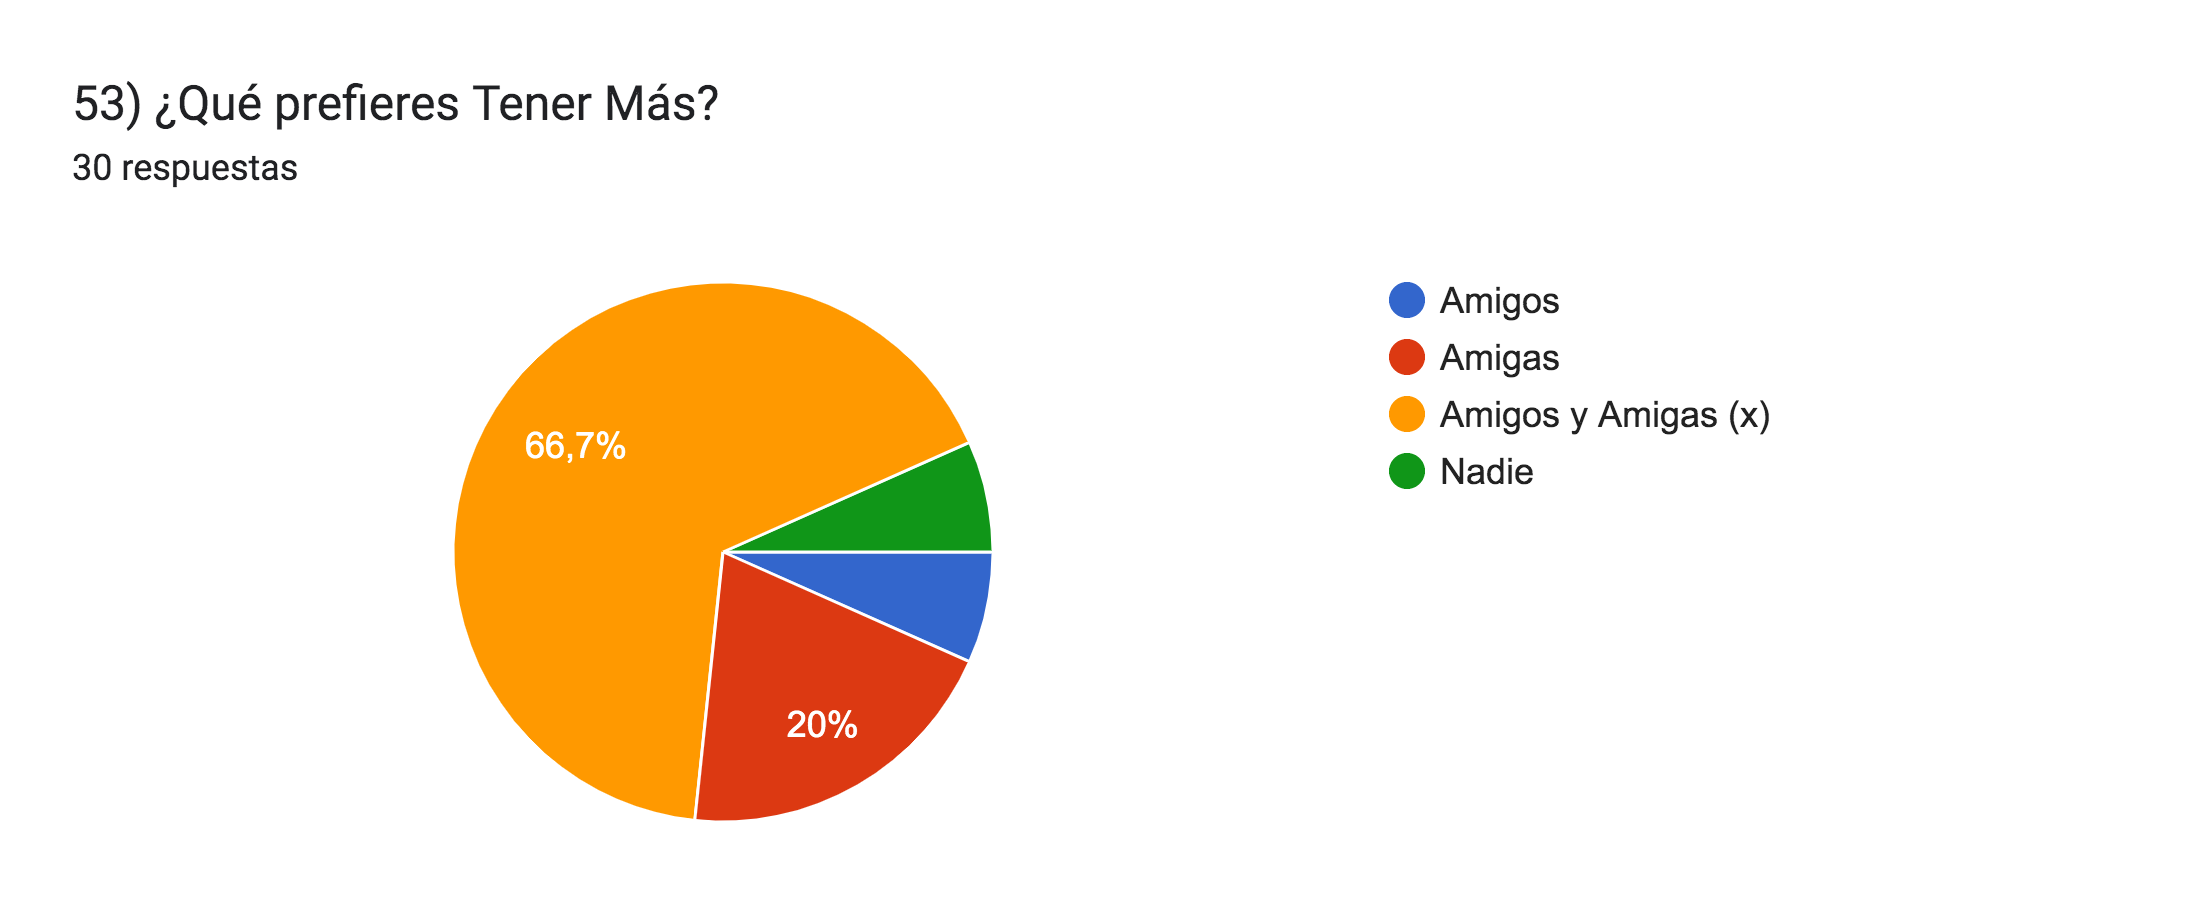 53) ¿Qué prefieres Tener Más?
30 respuestas
66,7%
20%
Amigos
Amigas
Amigos y Amigas (x)
Nadie